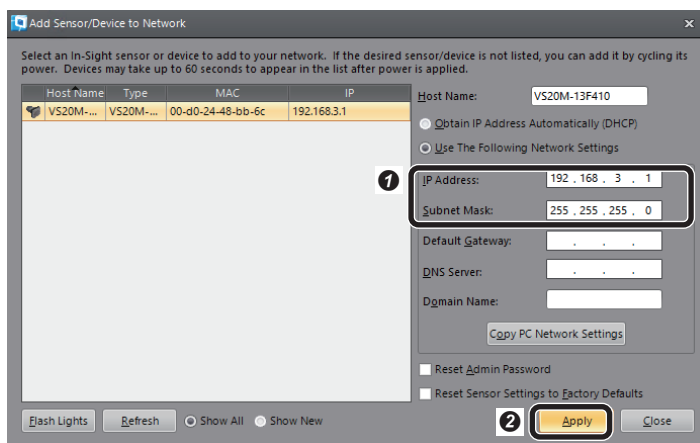 Add Sensor/Device to Network
Select an In-Sight sensor or device to add to your network. If the desired sensor/device is not listed, you can add it by cycling its
power. Devices may take up to 60 seconds to appear in the list after power is applied.
Host Name Type MAC IP
VS20M-... VS20M-... 00-d0-24-48-bb-6c 192.168.3.1
Host Name: VS20M-13F410
Obtain IP Address Automatically (DHCP)
Use The Following Network Settings
1
IP Address: 192 . 168 . 3 . 1
Subnet Mask: 255 . 255 . 255 . 0
Default Gateway: . . .
DNS Server: . . .
Domain Name:
Copy PC Network Settings
Reset Admin Password
Reset Sensor Settings to Factory Defaults
Flash Lights Refresh Show All Show New 2 Apply Close